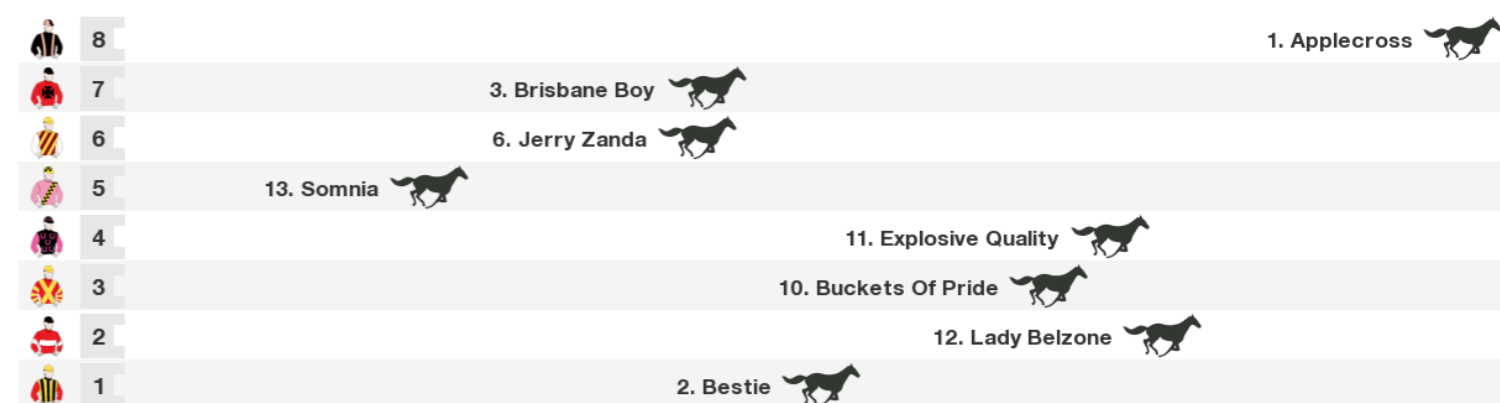 8 1. Applecross
7 3. Brisbane Boy
6 6. Jerry Zanda
5 13. Somnia
4 11. Explosive Quality
3 10. Buckets Of Pride
2 12. Lady Belzone
1 2. Bestie